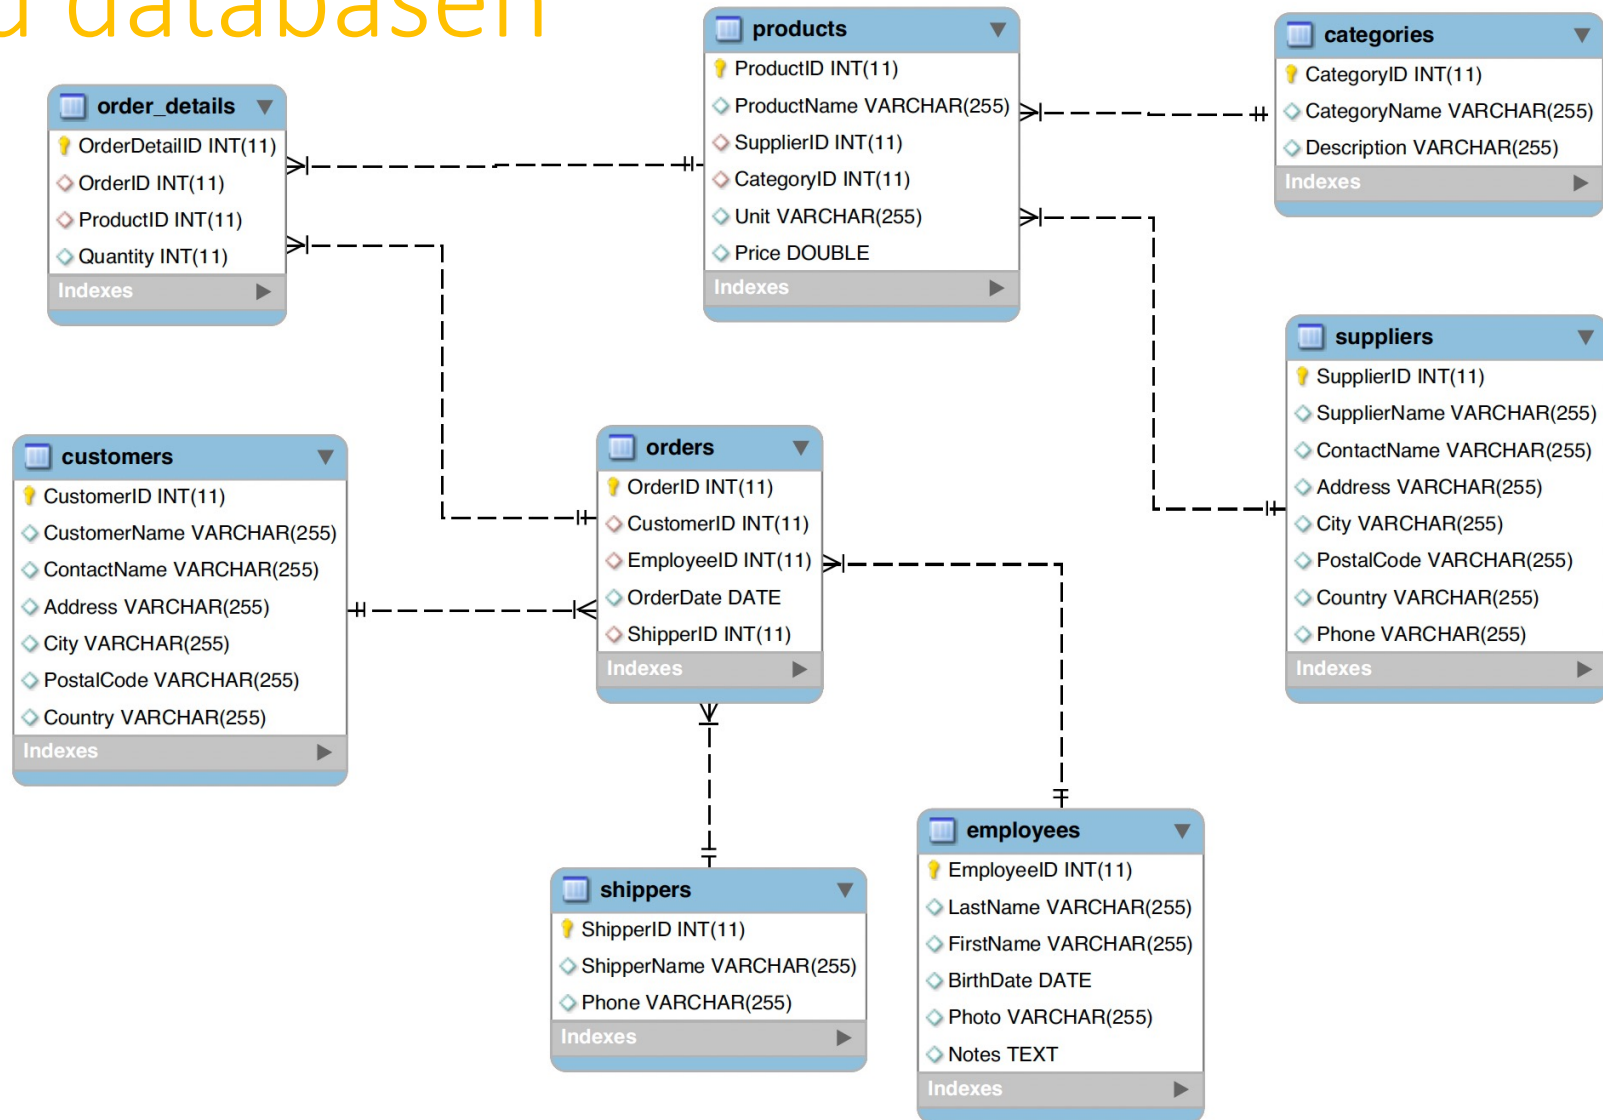 databasen
products
ProductID INT(11)
ProductName VARCHAR(255)
SupplierID INT(11)
CategoryID INT(11)
Unit VARCHAR(255)
Price DOUBLE
Indexes
categories
CategoryID INT(11)
CategoryName VARCHAR(255)
Description VARCHAR(255)
Indexes
order_details
OrderDetailID INT(11)
OrderID INT(11)
ProductID INT(11)
Quantity INT(11)
Indexes
suppliers
SupplierID INT(11)
SupplierName VARCHAR(255)
ContactName VARCHAR(255)
Address VARCHAR(255)
City VARCHAR(255)
PostalCode VARCHAR(255)
Country VARCHAR(255)
Phone VARCHAR(255)
Indexes
customers
CustomerID INT(11)
CustomerName VARCHAR(255)
ContactName VARCHAR(255)
Address VARCHAR(255)
City VARCHAR(255)
PostalCode VARCHAR(255)
Country VARCHAR(255)
Indexes
orders
OrderID INT(11)
CustomerID INT(11)
EmployeeID INT(11)
OrderDate DATE
ShipperID INT(11)
Indexes
shippers
ShipperID INT(11)
ShipperName VARCHAR(255)
Phone VARCHAR(255)
Indexes
employees
EmployeeID INT(11)
LastName VARCHAR(255)
FirstName VARCHAR(255)
BirthDate DATE
Photo VARCHAR(255)
Notes TEXT
Indexes